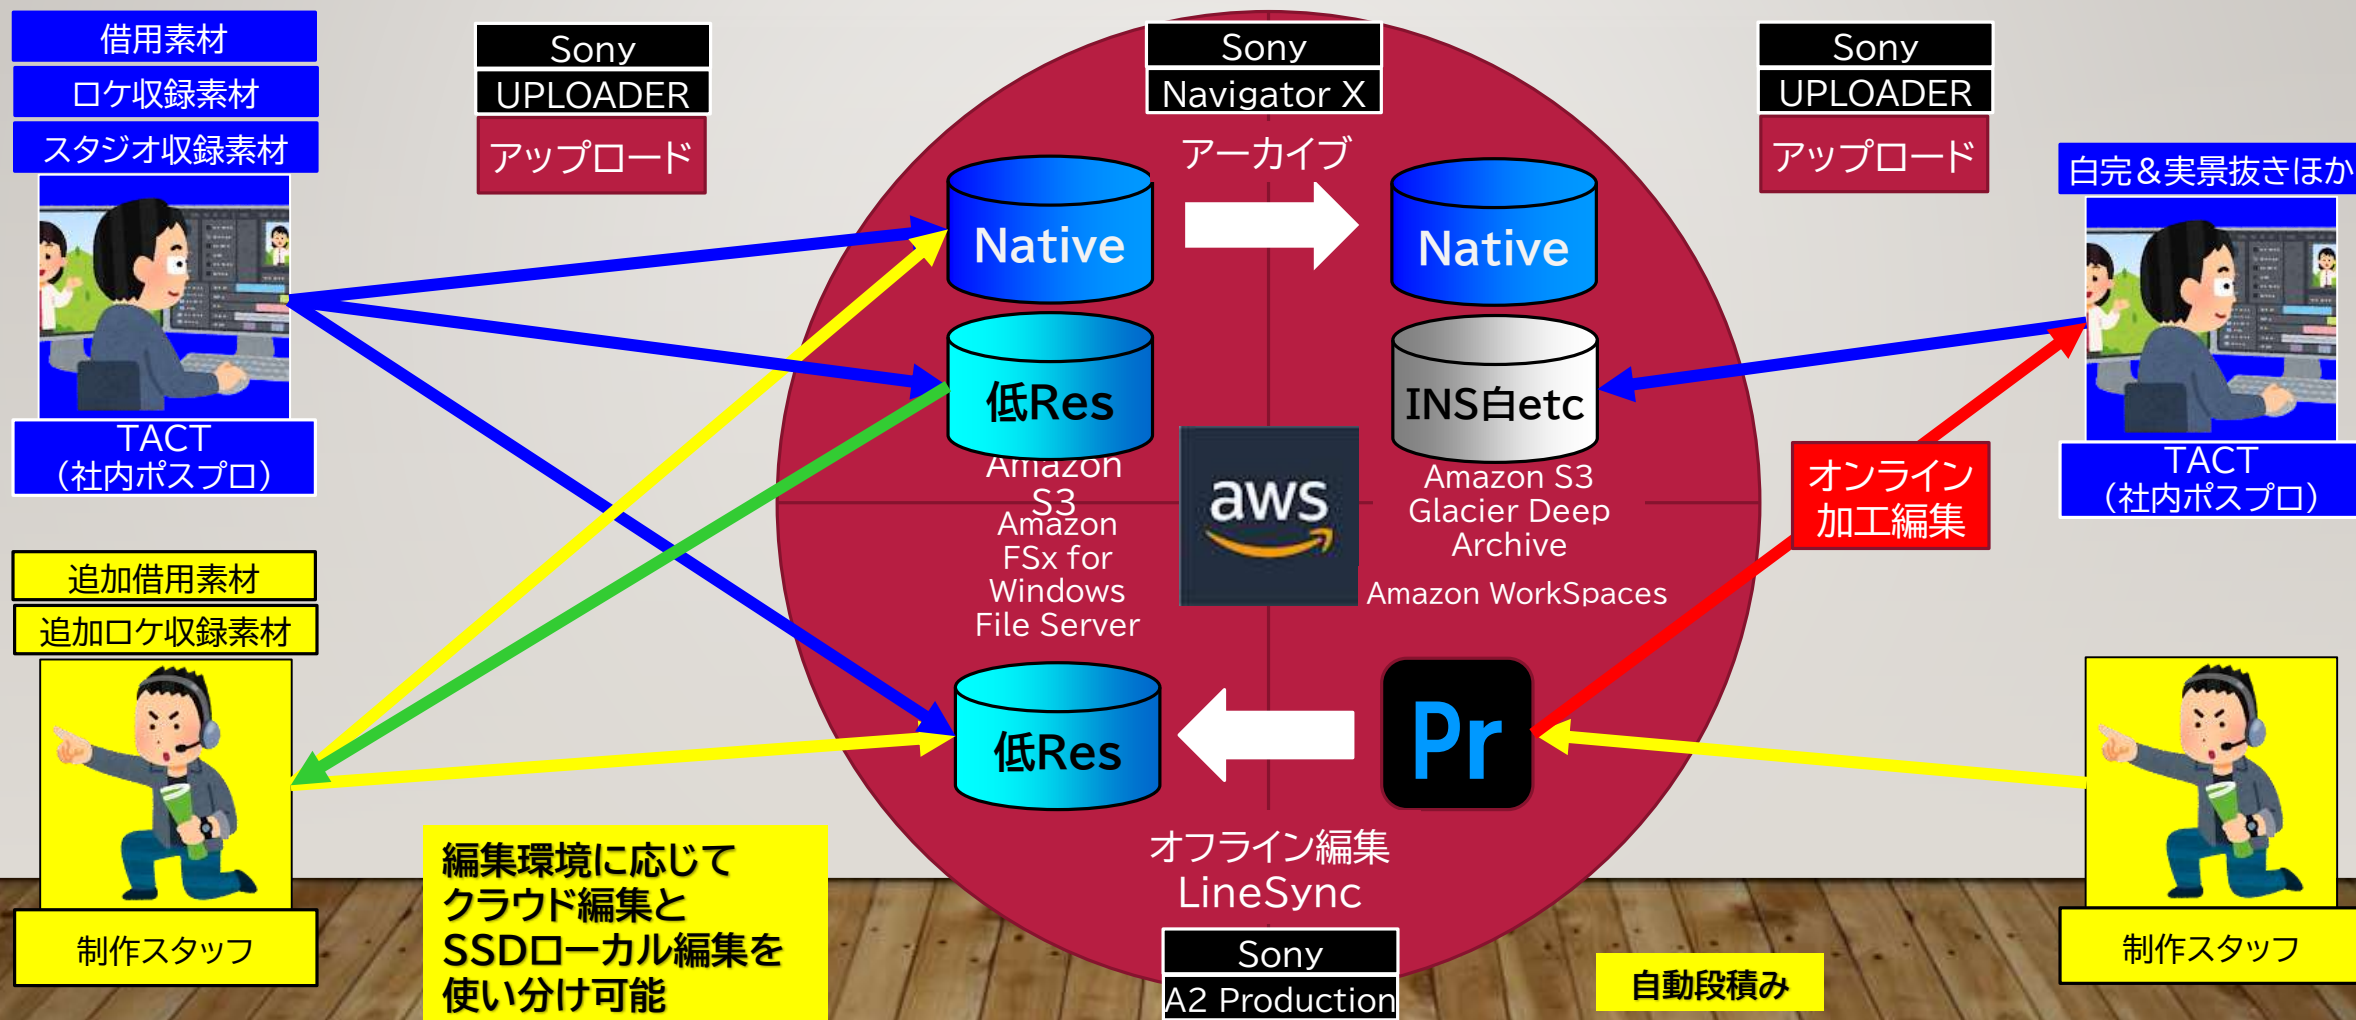 借用素材
ロケ収録素材
スタジオ収録素材
TACT
（社内ポスプロ）
追加借用素材
追加ロケ収録素材
制作スタッフ
Sony
UPLOADER
アップロード
編集環境に応じて
クラウド編集と
SSDローカル編集を
使い分け可能
Sony
Navigator X
アーカイブ
Native
Native
低Res
INS白etc
Amazon
S3
Amazon
FSx for
Windows
File Server
aws
Amazon S3
Glacier Deep
Archive
Amazon WorkSpaces
低Res
Pr
オフライン編集
LineSync
Sony
A2 Production
Sony
UPLOADER
アップロード
オンライン
加工編集
白完＆実景抜きほか
TACT
（社内ポスプロ）
制作スタッフ
自動段積み